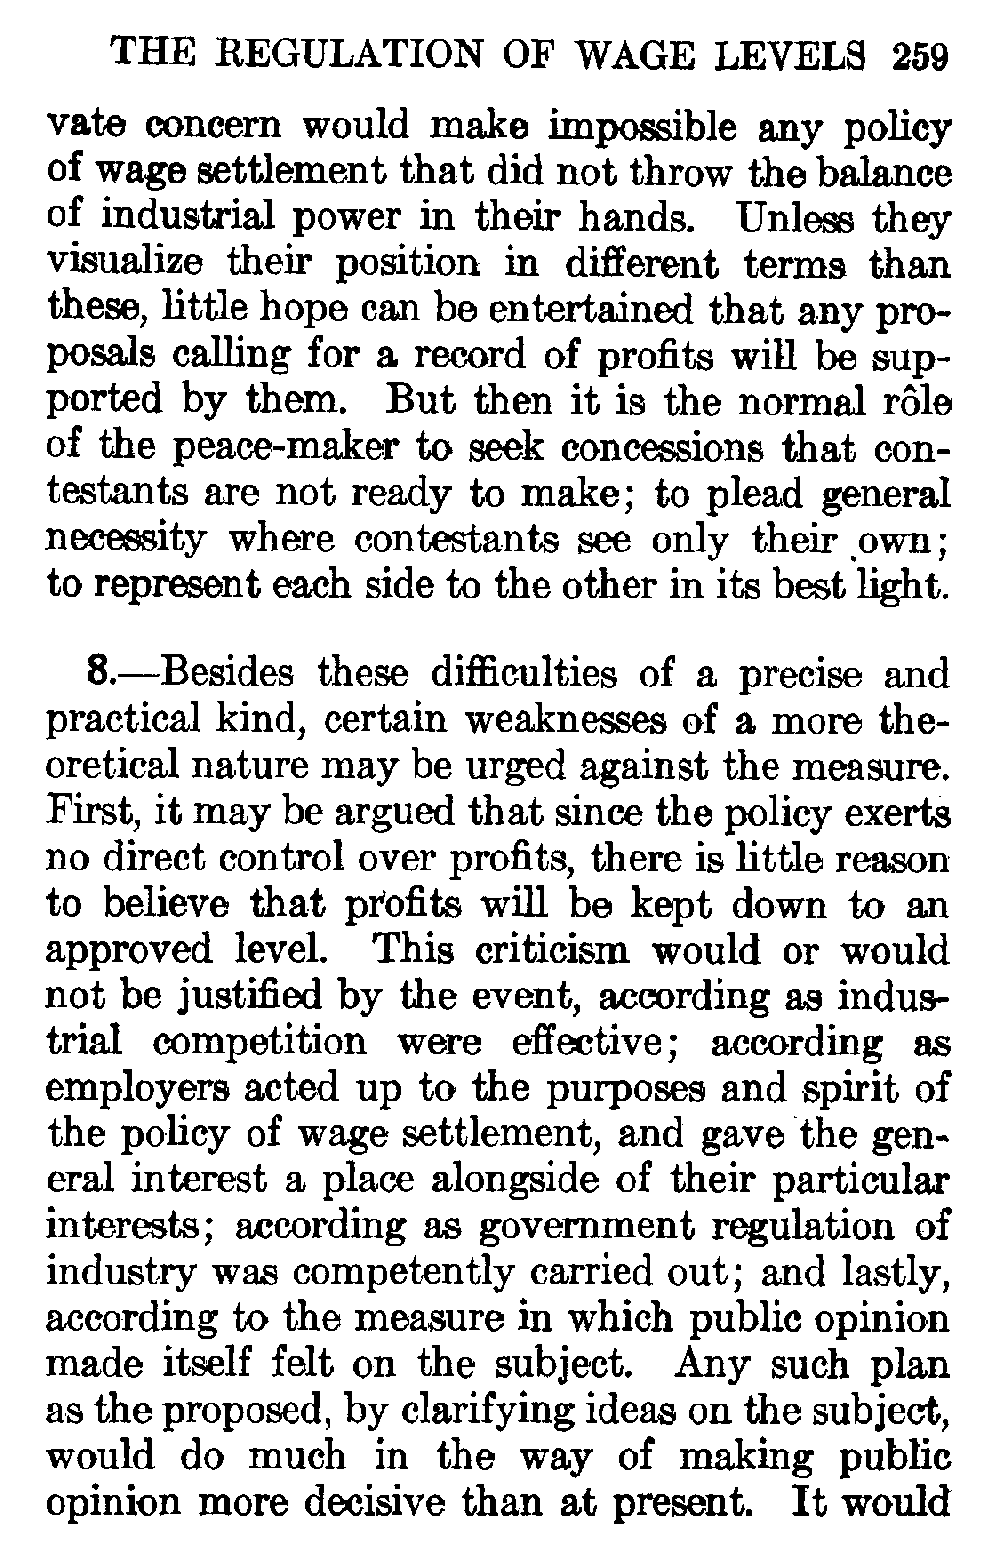 THE REGULATION OF WAGE LEVELS 259
vate concern would make impossible any policy
of wage settlement that did not throw the balance
of industrial power in their hands. Unless they
visualize their position in different terms than
these, little hope can be entertained that any pro-
posals calling for a record of profits will be sup-
ported by them. But then it is the normal rôle
of the peace-maker to seek concessions that con-
testants are not ready to make; to plead general
necessity where contestants see only their own;
to represent each side to the other in its best light.
8.—Besides these difficulties of a precise and
practical kind, certain weaknesses of a more the-
oretical nature may be urged against the measure.
First, it may be argued that since the policy exerts
no direct control over profits, there is little reason
to believe that profits will be kept down to an
approved level. This criticism would or would
not be justified by the event, according as indus-
trial competition were effective; according as
employers acted up to the purposes and spirit of
the policy of wage settlement, and gave the gen-
eral interest a place alongside of their particular
interests; according as government regulation of
industry was competently carried out; and lastly,
according to the measure in which public opinion
made itself felt on the subject. Any such plan
as the proposed, by clarifying ideas on the subject,
would do much in the way of making public
opinion more decisive than at present. It would